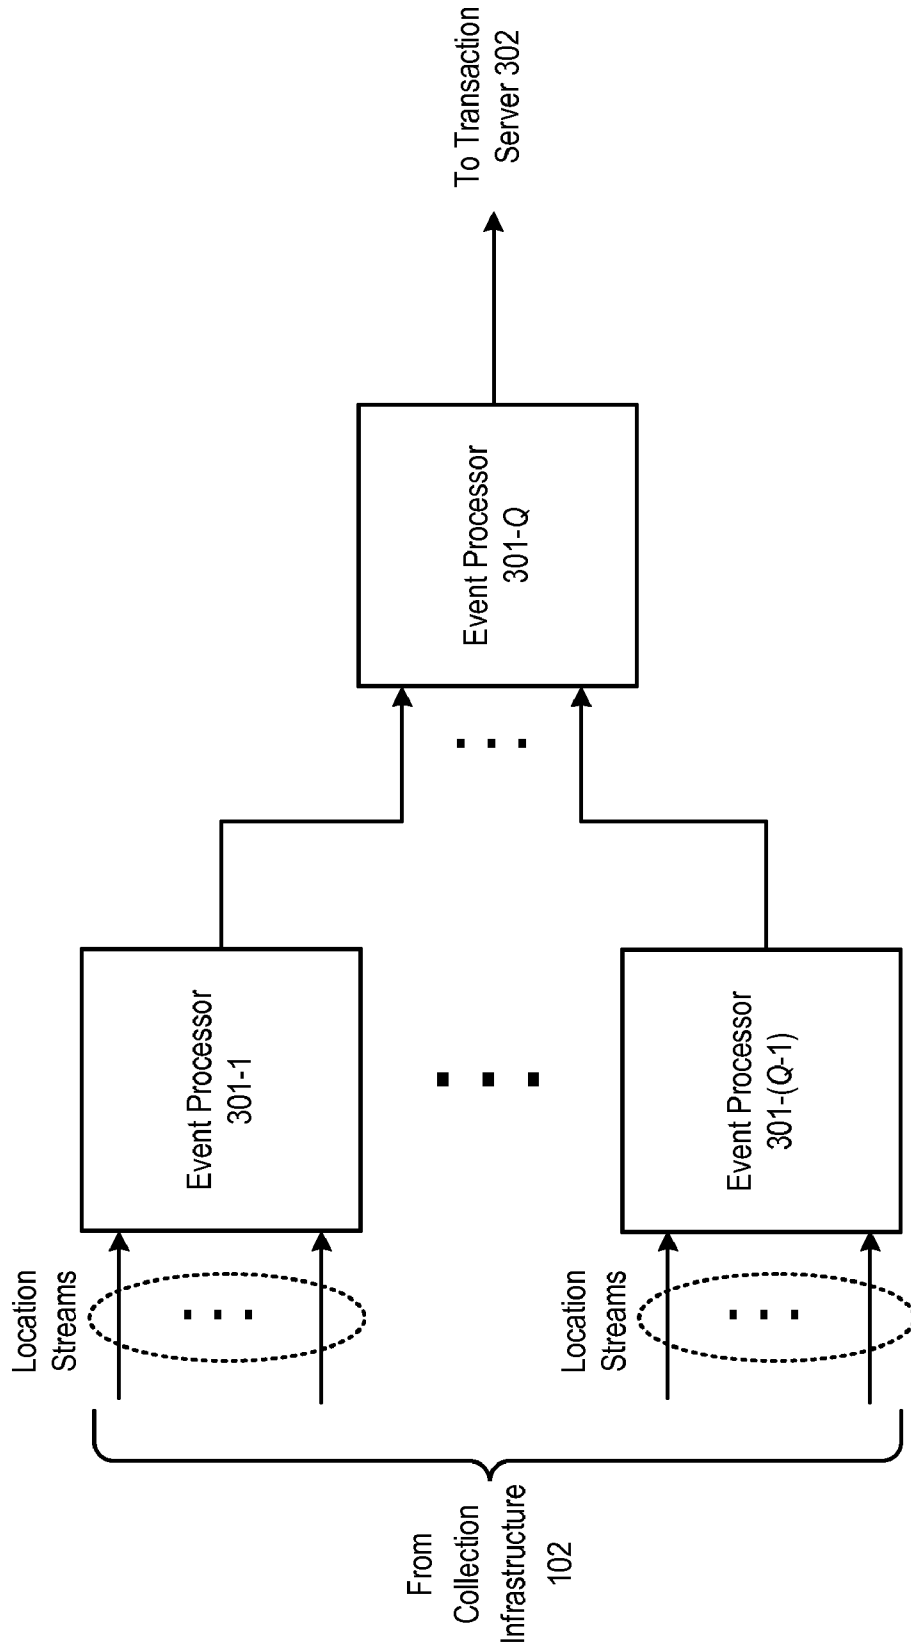 From
Collection
Infrastructure
102
Location
Streams
Event Processor
301-1
Location
Streams
Event Processor
301-(Q-1)
Event Processor
301-Q
To Transaction
Server 302